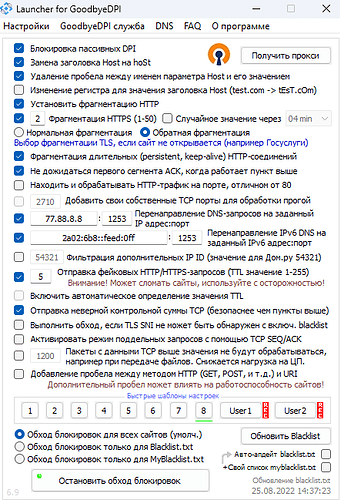 Launcher for GoodbyeDPI
Настройки GoodbyeDPI служба DNS FAQ О программе
Блокировка пассивных DPI
Замена заголовка Host на hoSt
Получить прокси
Удаление пробела между именем параметра Host и его значением
Изменение регистра для значения заголовка Host (test.com -> tEsT.cOm)
Установить фрагментацию HTTP
2 Фрагментация HTTPS (1-50) Случайное значение через 04 min
Нормальная фрагментация Обратная фрагментация
Выбор фрагментации TLS, если сайт не открывается (например Госуслуги)
Фрагментация длительных (persistent, keep-alive) HTTP-соединений
Не дожидаться первого сегмента ACK, когда работает пункт выше
Находить и обрабатывать HTTP-трафик на порте, отличном от 80
2710 Добавить свои собственные TCP порты для обработки прогой
77.88.8.8 : 1253 Перенаправление DNS-запросов на заданный IP адрес:порт
2a02:6b8::feed:0ff : 1253 Перенаправление IPv6 DNS на заданный IPv6 адрес:порт
54321 Фильтрация дополнительный IP ID (значение для Дом.ру 54321)
5 Отправка фейковых HTTP/HTTPS-запросов (TTL значение 1-255)
Внимание! Может сломать сайты, используйте с осторожностью!
Включить автоматическое определение значения TTL
Отправка неверной контрольной суммы TCP (безопаснее чем пункты выше)
Выполнить обход, если TLS SNI не может быть обнаружен с включ. blacklist
Активировать режим поддельных запросов с помощью TCP SEQ/ACK
1200 Пакеты с данными TCP выше значения не будут обрабатываться,
например при передаче файлов. Снижается нагрузка на ЦП.
Добавление пробела между методом HTTP (GET, POST, и т.д.) и URI
Дополнительный пробел может влиять на работоспособность сайтов!
Быстрые шаблоны настроек
1 2 3 4 5 6 7 8 User1 User2
Обход блокировок для всех сайтов (умолч.)
Обход блокировок только для Blacklist.txt
Обход блокировок только для MyBlacklist.txt
Обновить Blacklist
Авто-апдейт blacklist.txt
+Свой список myblacklist.txt
Остановить обход блокировок
Обновление blacklist.txt
25.08.2022 14:37:23
6.9